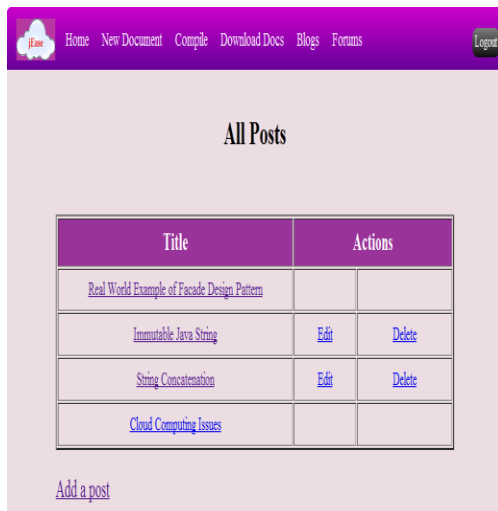 jEase Home New Document Compile Download Docs Blogs Forums Logout
All Posts
Title Actions
Real World Example of Facade Design Pattern
Immutable Java String Edit Delete
String Concatenation Edit Delete
Cloud Computing Issues
Add a post